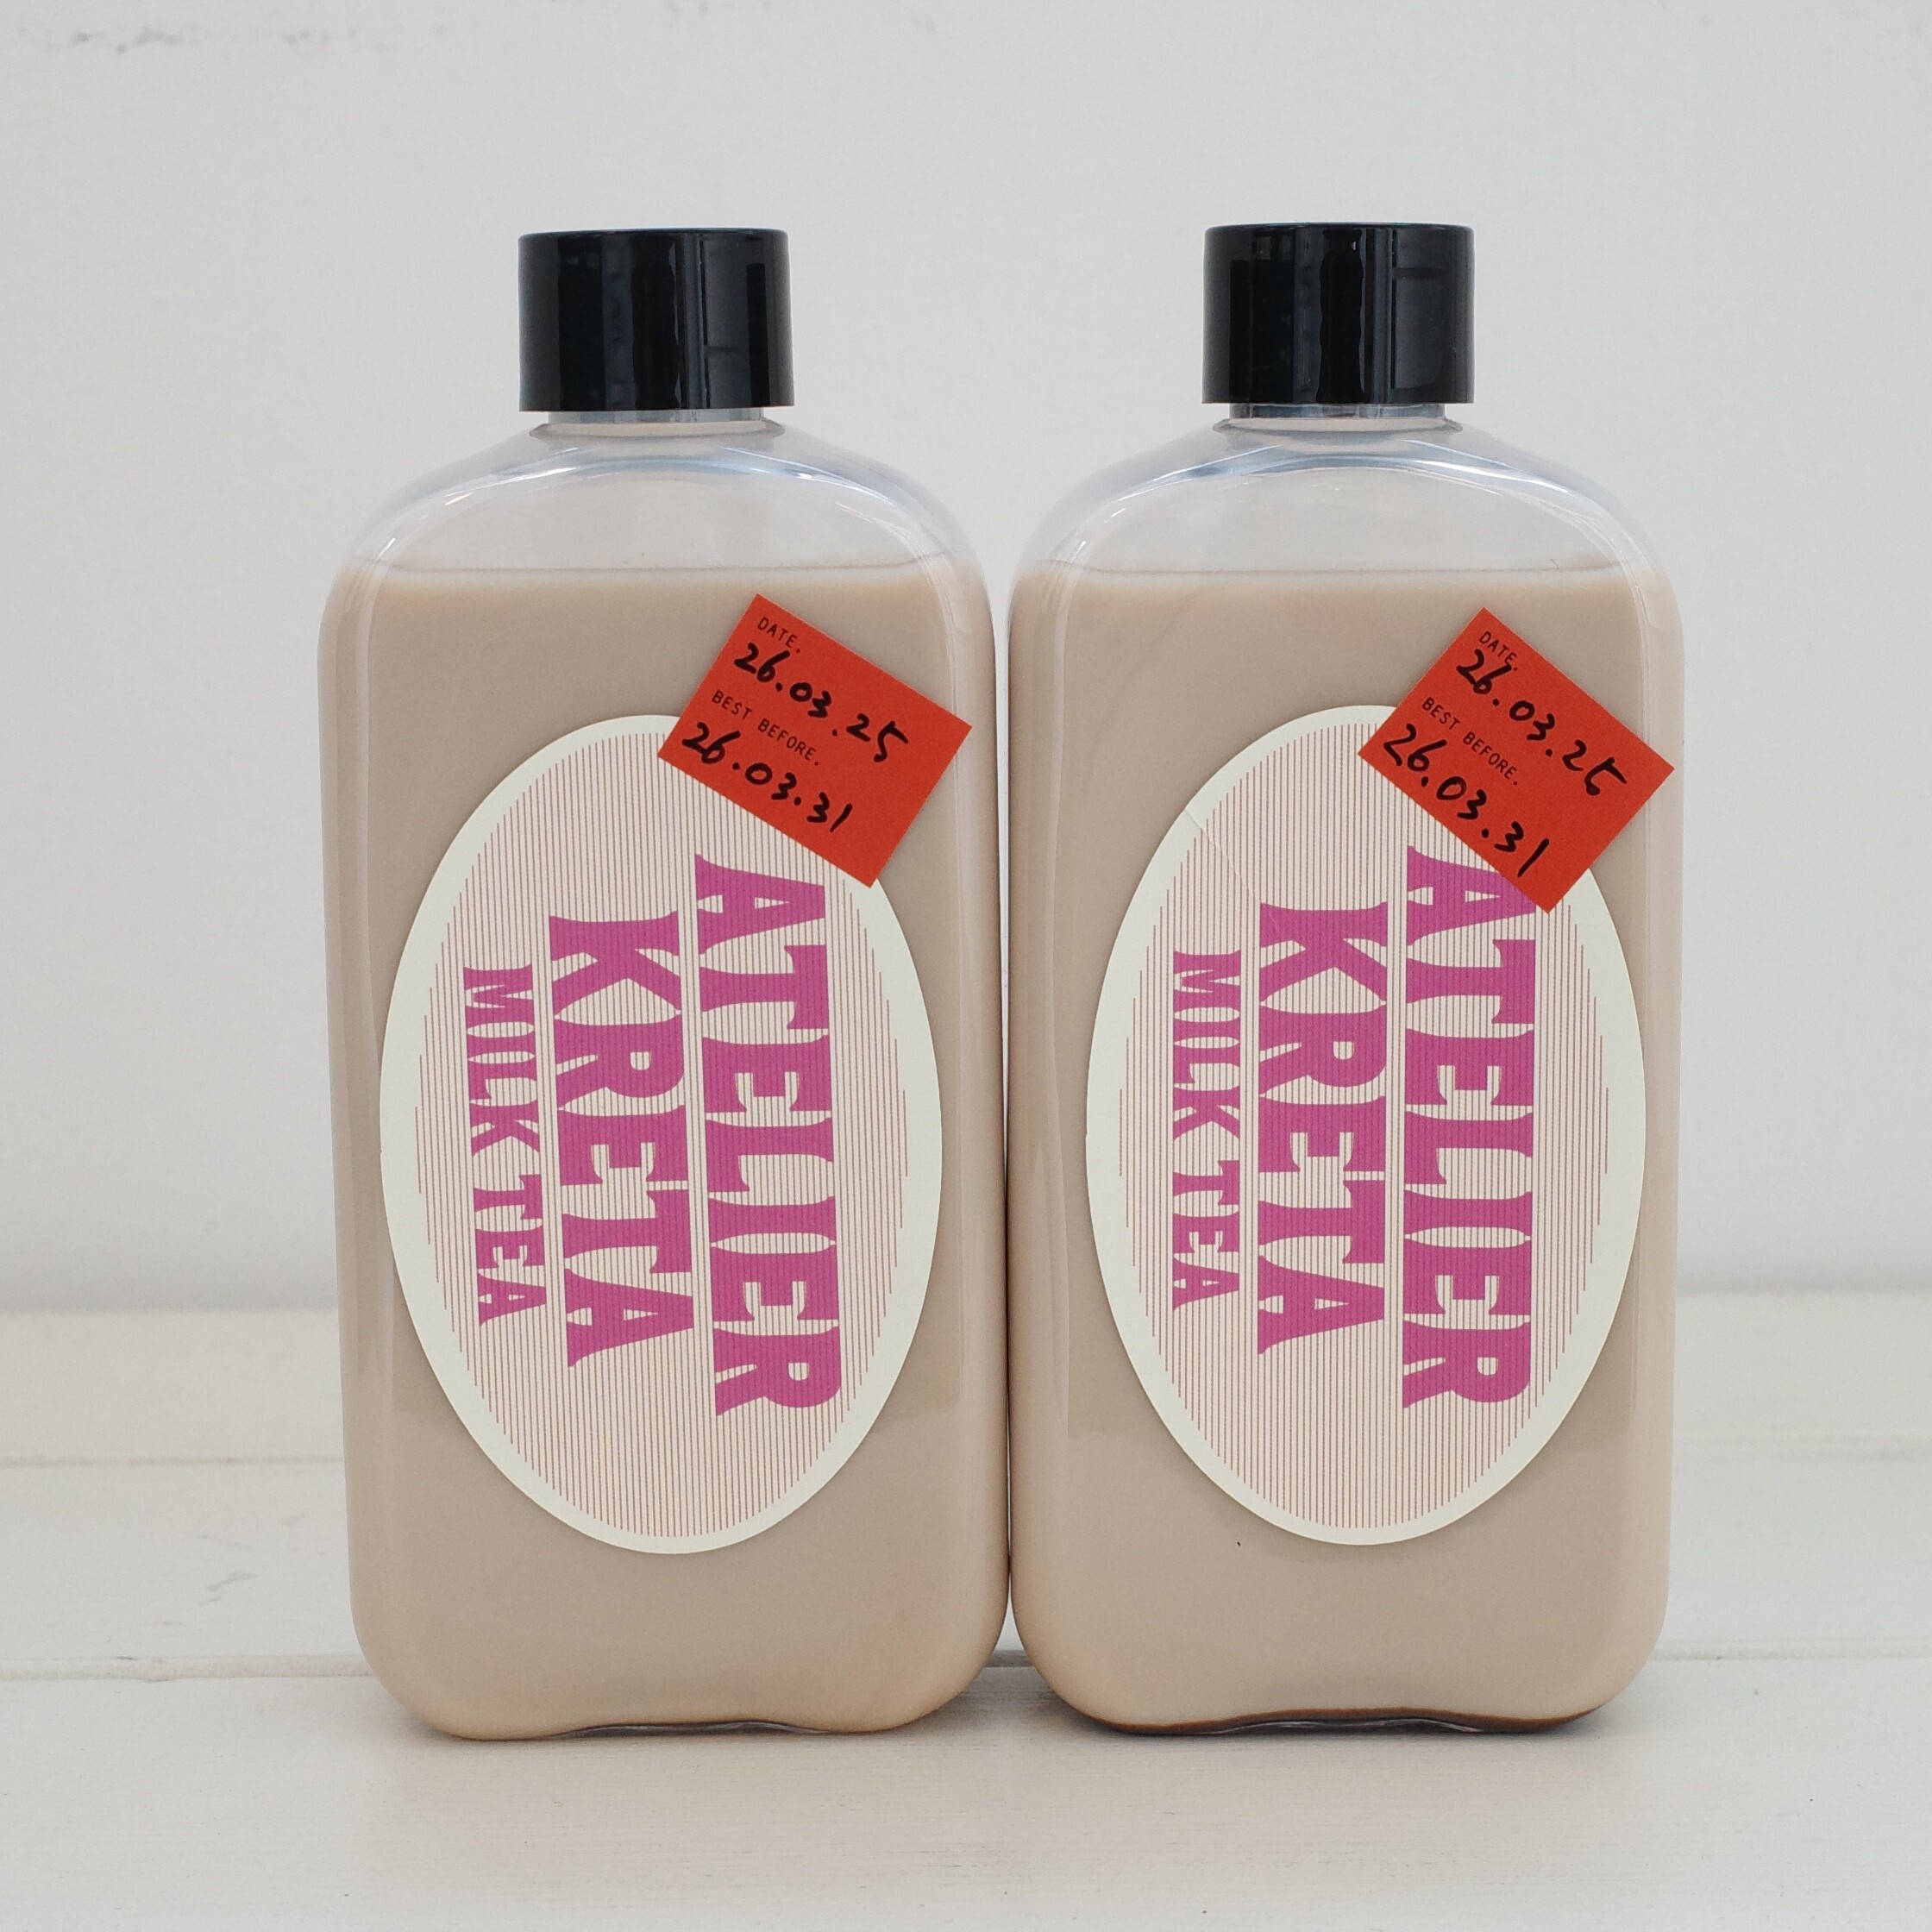 DATE.
26.03.25
BEST BEFORE.
26.03.31
ATELIER
KRETA
MILK TEA
DATE.
26.03.25
BEST BEFORE.
26.03.31
ATELIER
KRETA
MILK TEA